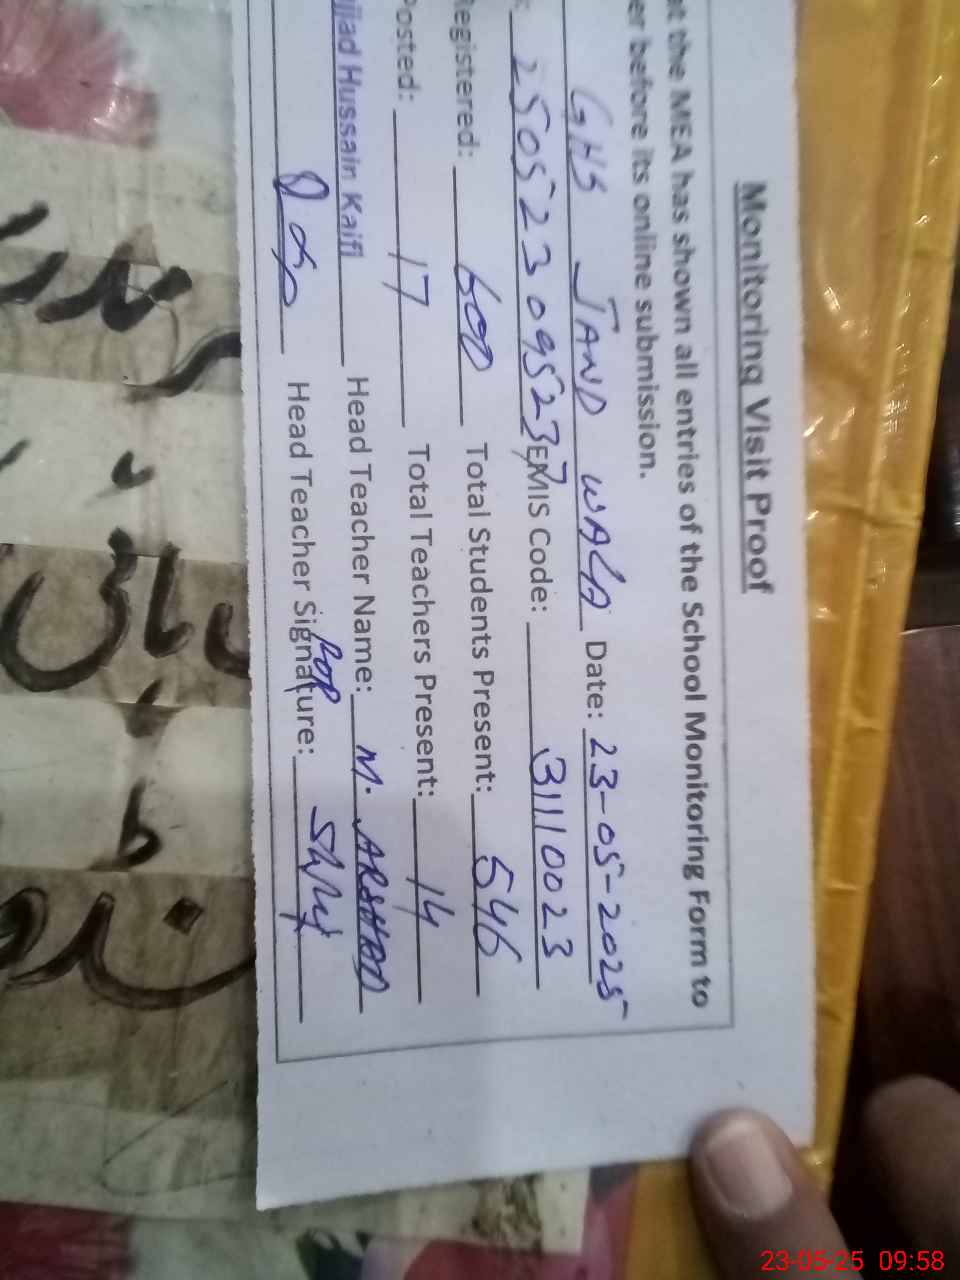 Monitoring Visit Proof
at the MEA has shown all entries of the School Monitoring Form to
er before its online submission.
GHS JAND WALA Date: 23-05-2025
250523095237 EMIS Code: 31110023
Registered: 600 Total Students Present: 546
Posted: 17 Total Teachers Present: 14
jjad Hussain Kaifi Head Teacher Name: M. ARSHAD
Head Teacher Signature: For
23-05-25 09:58